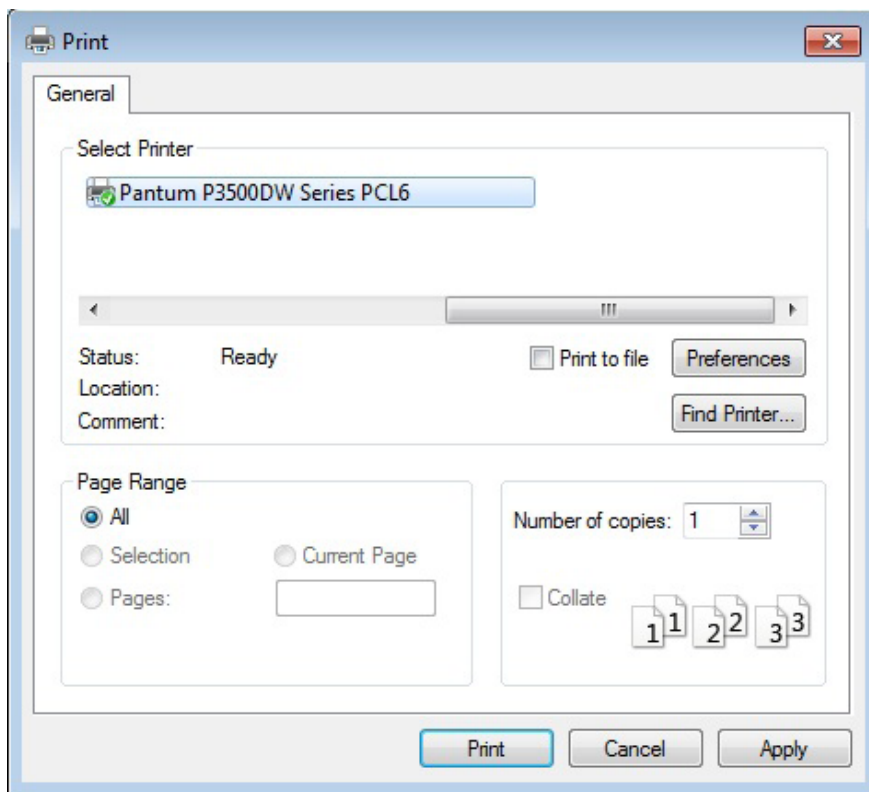 Print
General
Select Printer
Pantum P3500DW Series PCL6
Status: Ready
Print to file
Preferences
Location:
Comment:
Find Printer...
Page Range
All
Selection
Current Page
Pages:
Number of copies: 1
Collate
1 1 2 2 3 3
Print
Cancel
Apply